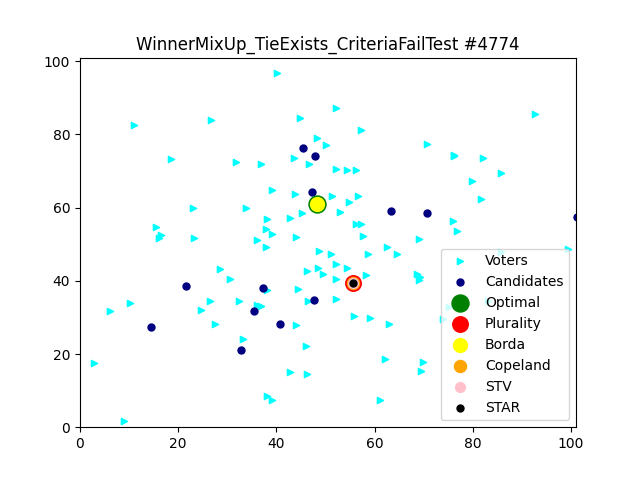 WinnerMixUp_TieExists_CriteriaFailTest #4774
100
80
60
40
20
0
0
20
40
60
80
100
Voters
Candidates
Optimal
Plurality
Borda
Copeland
STV
STAR